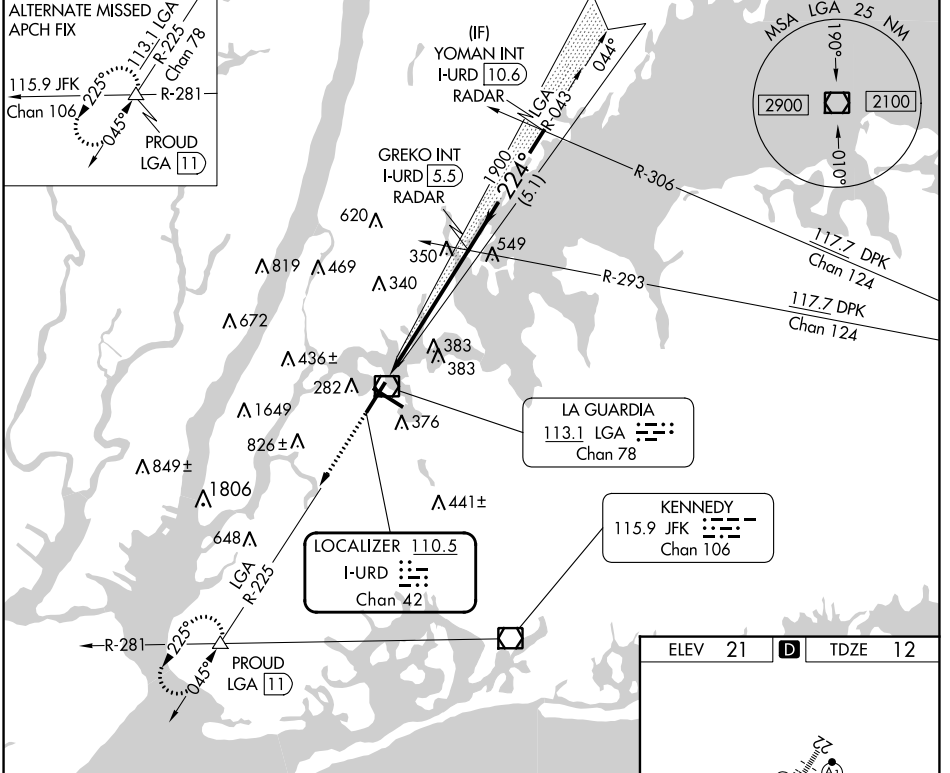 ALTERNATE MISSED
APCH FIX
113.1 LGA
R-225
Chan 78
115.9 JFK
Chan 106
225°
045°
R-281
PROUD
LGA 11
(IF)
YOMAN INT
I-URD 10.6
RADAR
044°
LGA
R-043
1900
224°
(5.1)
GREKO INT
I-URD 5.5
RADAR
MSA LGA 25 NM
190°
2900
2100
010°
R-306
117.7 DPK
Chan 124
R-293
117.7 DPK
Chan 124
620
350
549
819
469
340
672
383
383
436±
282
1649
376
826±
849±
1806
441±
648
LA GUARDIA
113.1 LGA
Chan 78
KENNEDY
115.9 JFK
Chan 106
LOCALIZER 110.5
I-URD
Chan 42
LGA
R-225
R-281
225°
045°
PROUD
LGA 11
ELEV 21 D TDZE 12
22